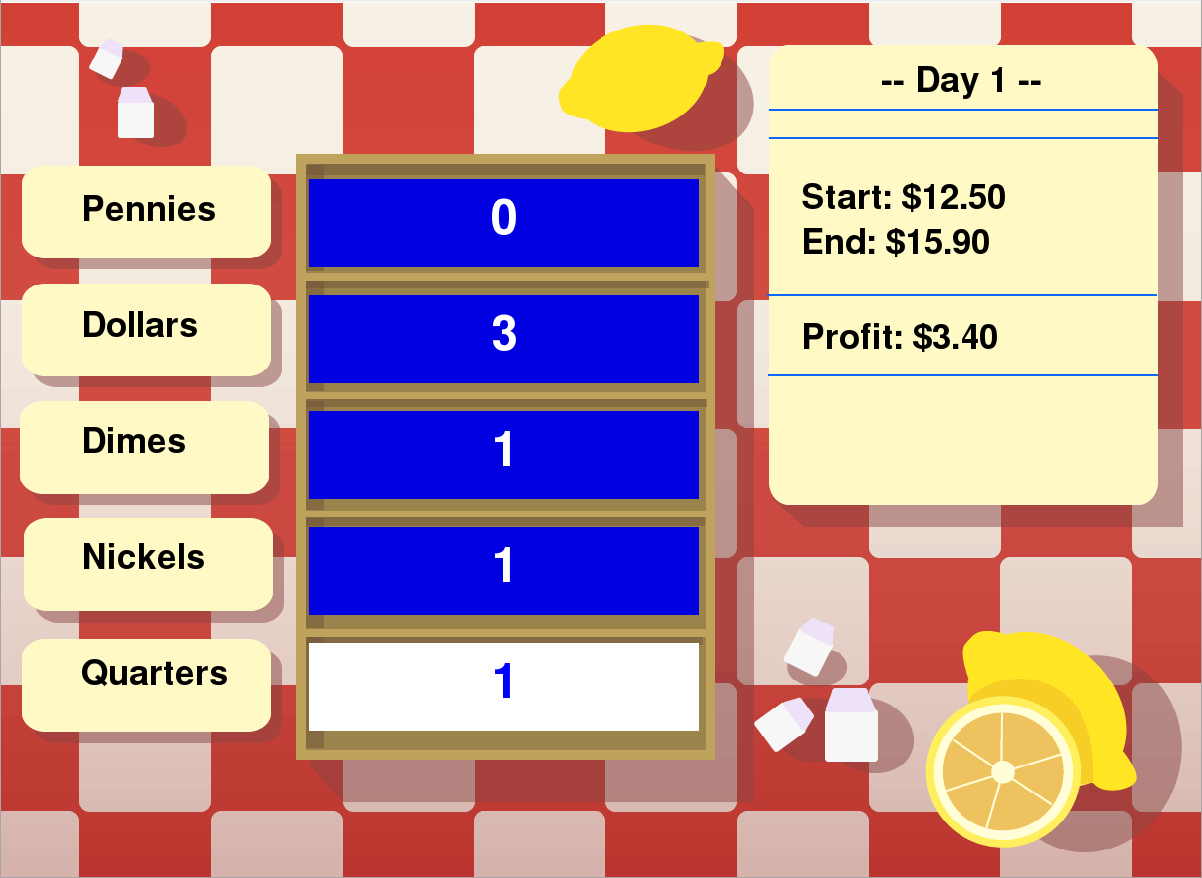 -- Day 1 --
Start: $12.50
End: $15.90
Profit: $3.40
Pennies 0
Dollars 3
Dimes 1
Nickels 1
Quarters 1